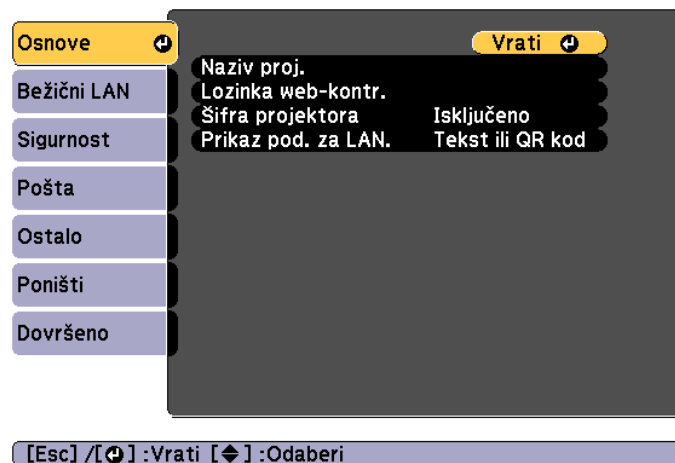 Osnove
Bežični LAN
Sigurnost
Pošta
Ostalo
Poništi
Dovršeno
Vrati
Naziv proj.
Lozinka web-kontr.
Šifra projektora Isključeno
Prikaz pod. za LAN. Tekst ili QR kod
[Esc] /[⏎] :Vrati [◆] :Odaberi